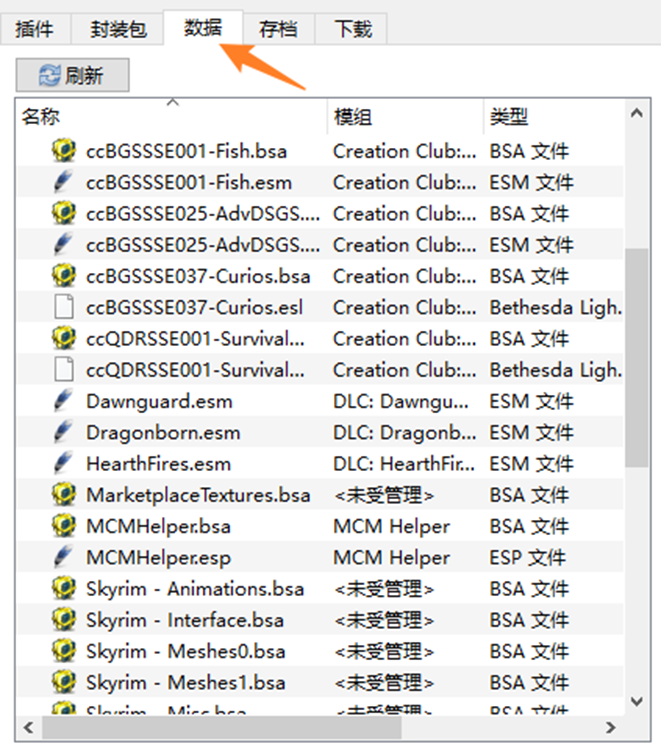 插件 封装包 数据 存档 下载
刷新
名称 模组 类型
ccBGSSSE001-Fish.bsa Creation Club:... BSA 文件
ccBGSSSE001-Fish.esm Creation Club:... ESM 文件
ccBGSSSE025-AdvDSGS.... Creation Club:... BSA 文件
ccBGSSSE025-AdvDSGS.... Creation Club:... ESM 文件
ccBGSSSE037-Curios.bsa Creation Club:... BSA 文件
ccBGSSSE037-Curios.esl Creation Club:... Bethesda Ligh.
ccQDRSSE001-Survival... Creation Club:... BSA 文件
ccQDRSSE001-Survival... Creation Club:... Bethesda Ligh.
Dawnguard.esm DLC: Dawngu... ESM 文件
Dragonborn.esm DLC: Dragonb... ESM 文件
HearthFires.esm DLC: HearthFir... ESM 文件
MarketplaceTextures.bsa <未受管理> BSA 文件
MCMHelper.bsa MCM Helper BSA 文件
MCMHelper.esp MCM Helper ESP 文件
Skyrim - Animations.bsa <未受管理> BSA 文件
Skyrim - Interface.bsa <未受管理> BSA 文件
Skyrim - Meshes0.bsa <未受管理> BSA 文件
Skyrim - Meshes1.bsa <未受管理> BSA 文件
Skyrim - Misc.bsa <未受管理> BSA 文件